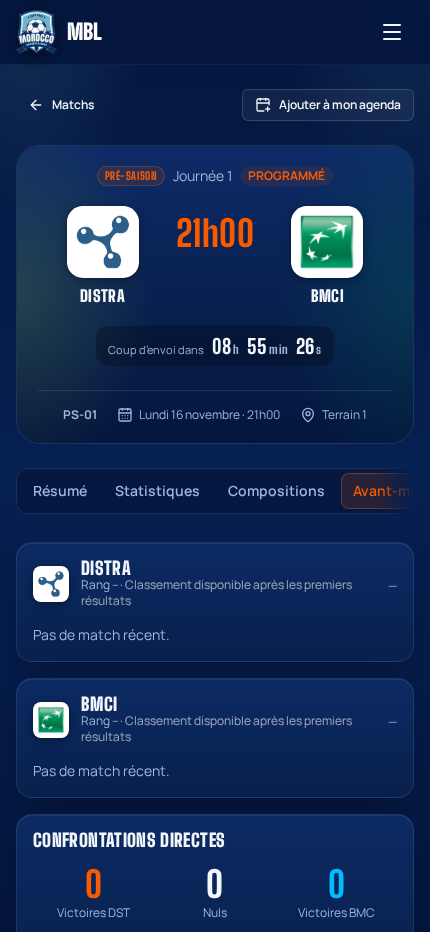 MOROCCO
MBL
Matchs
Ajouter à mon agenda
PRÉ-SAISON Journée 1 PROGRAMMÉ
21h00
DISTRA
BMCI
Coup d'envoi dans 08h 55min 26s
PS-01 Lundi 16 novembre · 21h00 Terrain 1
Résumé Statistiques Compositions Avant-m
DISTRA
Rang – · Classement disponible après les premiers
résultats
—
Pas de match récent.
BMCI
Rang – · Classement disponible après les premiers
résultats
—
Pas de match récent.
CONFRONTATIONS DIRECTES
0 0 0
Victoires DST Nuls Victoires BMC